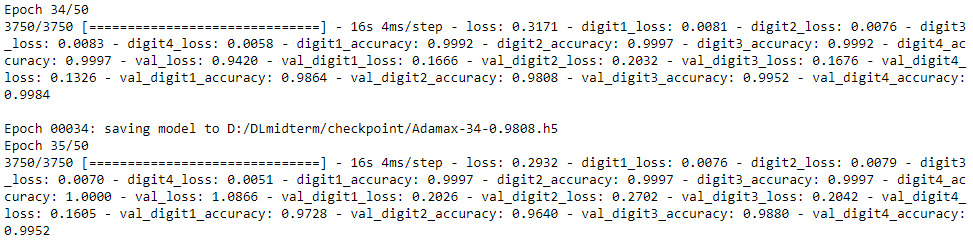 Epoch 34/50
3750/3750 [==============================] - 16s 4ms/step - loss: 0.3171 - digit1_loss: 0.0081 - digit2_loss: 0.0076 - digit3
_loss: 0.0083 - digit4_loss: 0.0058 - digit1_accuracy: 0.9992 - digit2_accuracy: 0.9997 - digit3_accuracy: 0.9992 - digit4_ac
curacy: 0.9997 - val_loss: 0.9420 - val_digit1_loss: 0.1666 - val_digit2_loss: 0.2032 - val_digit3_loss: 0.1676 - val_digit4_
loss: 0.1326 - val_digit1_accuracy: 0.9864 - val_digit2_accuracy: 0.9808 - val_digit3_accuracy: 0.9952 - val_digit4_accuracy:
0.9984
Epoch 00034: saving model to D:/DLmidterm/checkpoint/Adamax-34-0.9808.h5
Epoch 35/50
3750/3750 [==============================] - 16s 4ms/step - loss: 0.2932 - digit1_loss: 0.0076 - digit2_loss: 0.0079 - digit3
_loss: 0.0070 - digit4_loss: 0.0051 - digit1_accuracy: 0.9997 - digit2_accuracy: 0.9997 - digit3_accuracy: 0.9997 - digit4_ac
curacy: 1.0000 - val_loss: 1.0866 - val_digit1_loss: 0.2026 - val_digit2_loss: 0.2702 - val_digit3_loss: 0.2042 - val_digit4_
loss: 0.1605 - val_digit1_accuracy: 0.9728 - val_digit2_accuracy: 0.9640 - val_digit3_accuracy: 0.9880 - val_digit4_accuracy:
0.9952